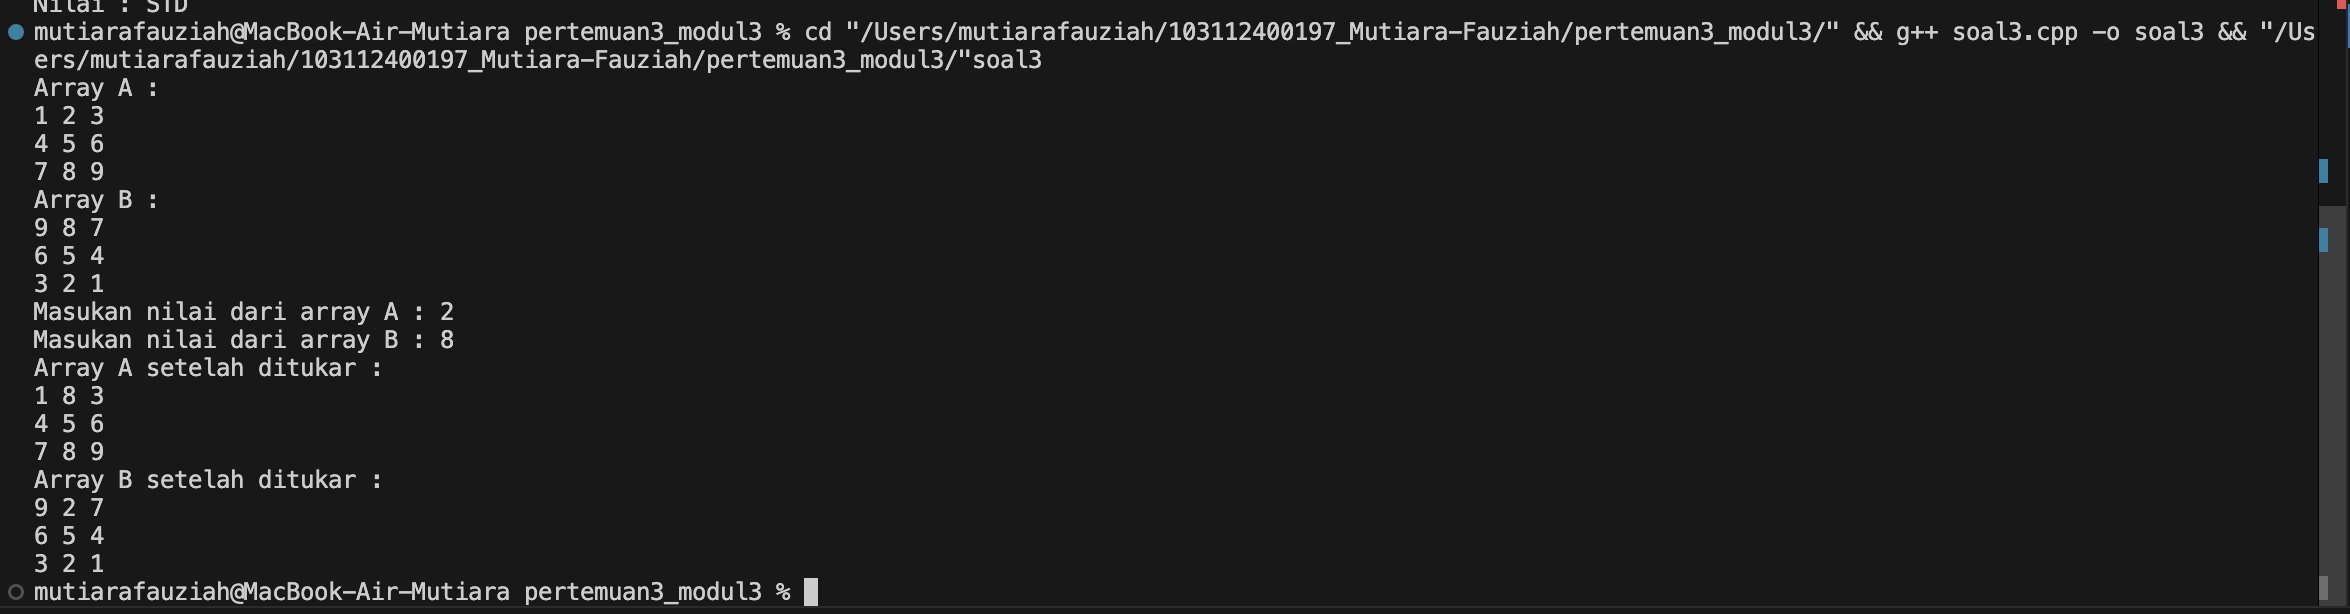 Nilai : STD
mutiarafauziah@MacBook-Air-Mutiara pertemuan3_modul3 % cd "/Users/mutiarafauziah/103112400197_Mutiara-Fauziah/pertemuan3_modul3/" && g++ soal3.cpp -o soal3 && "/Us
ers/mutiarafauziah/103112400197_Mutiara-Fauziah/pertemuan3_modul3/"soal3
Array A :
1 2 3
4 5 6
7 8 9
Array B :
9 8 7
6 5 4
3 2 1
Masukan nilai dari array A : 2
Masukan nilai dari array B : 8
Array A setelah ditukar :
1 8 3
4 5 6
7 8 9
Array B setelah ditukar :
9 2 7
6 5 4
3 2 1
mutiarafauziah@MacBook-Air-Mutiara pertemuan3_modul3 %